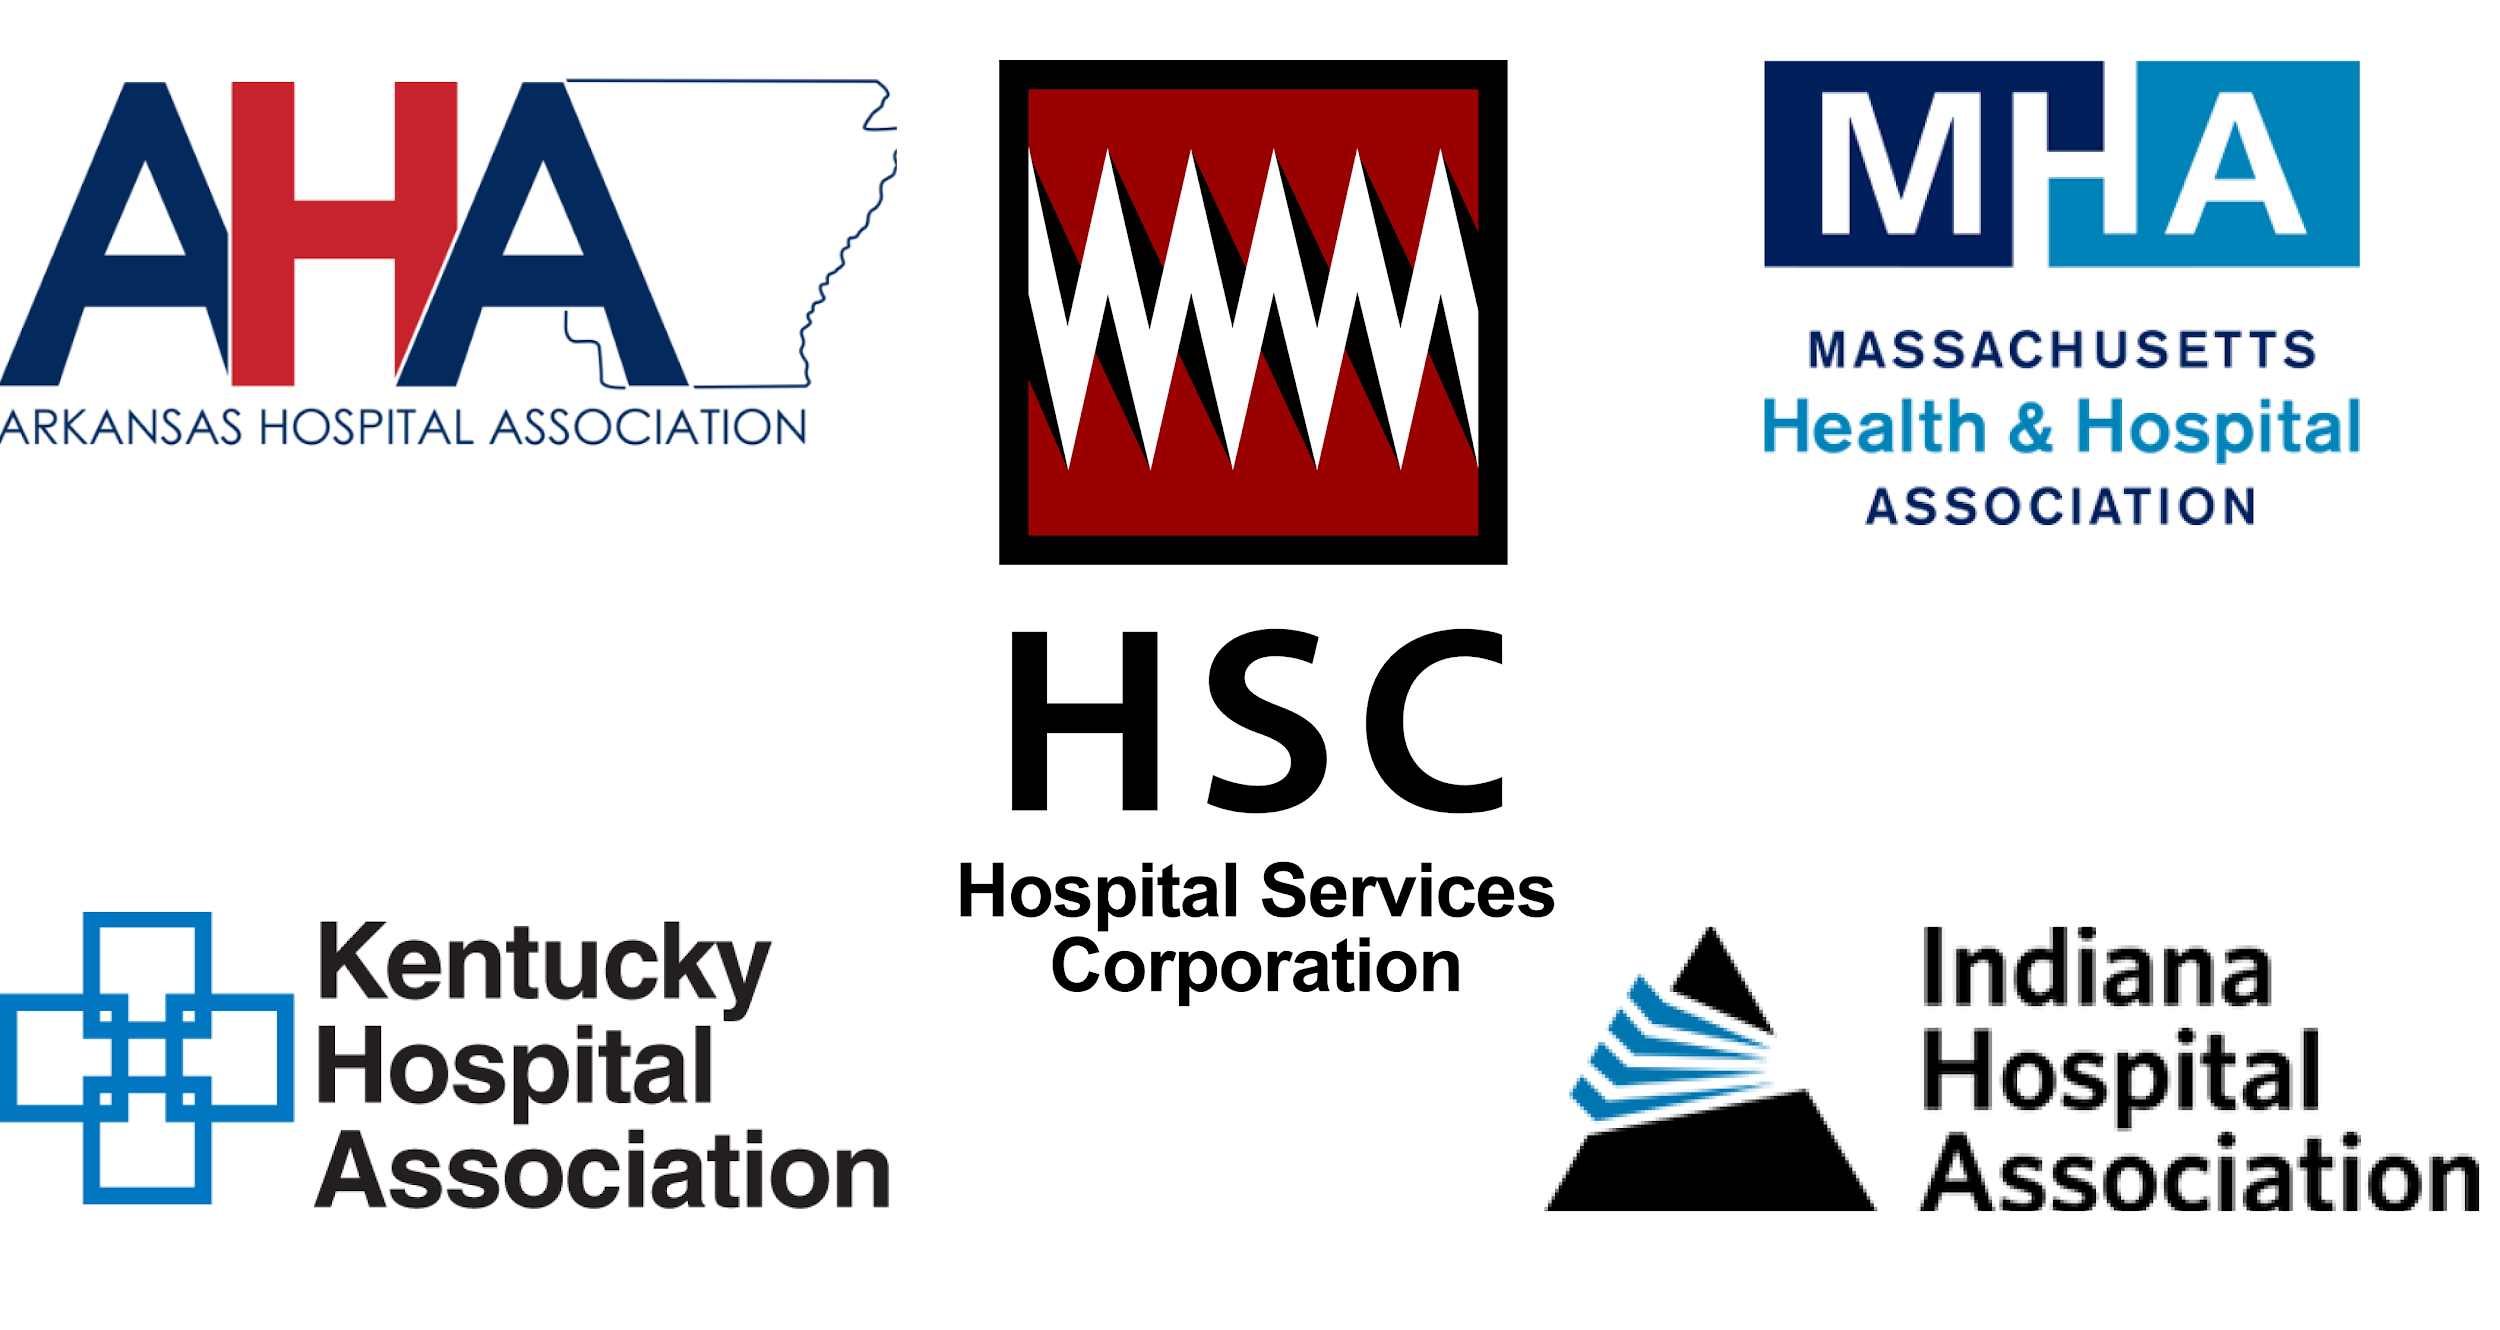 AHA
ARKANSAS HOSPITAL ASSOCIATION
HSC
Hospital Services
Corporation
MHA
MASSACHUSETTS
Health & Hospital
ASSOCIATION
Kentucky
Hospital
Association
Indiana
Hospital
Association